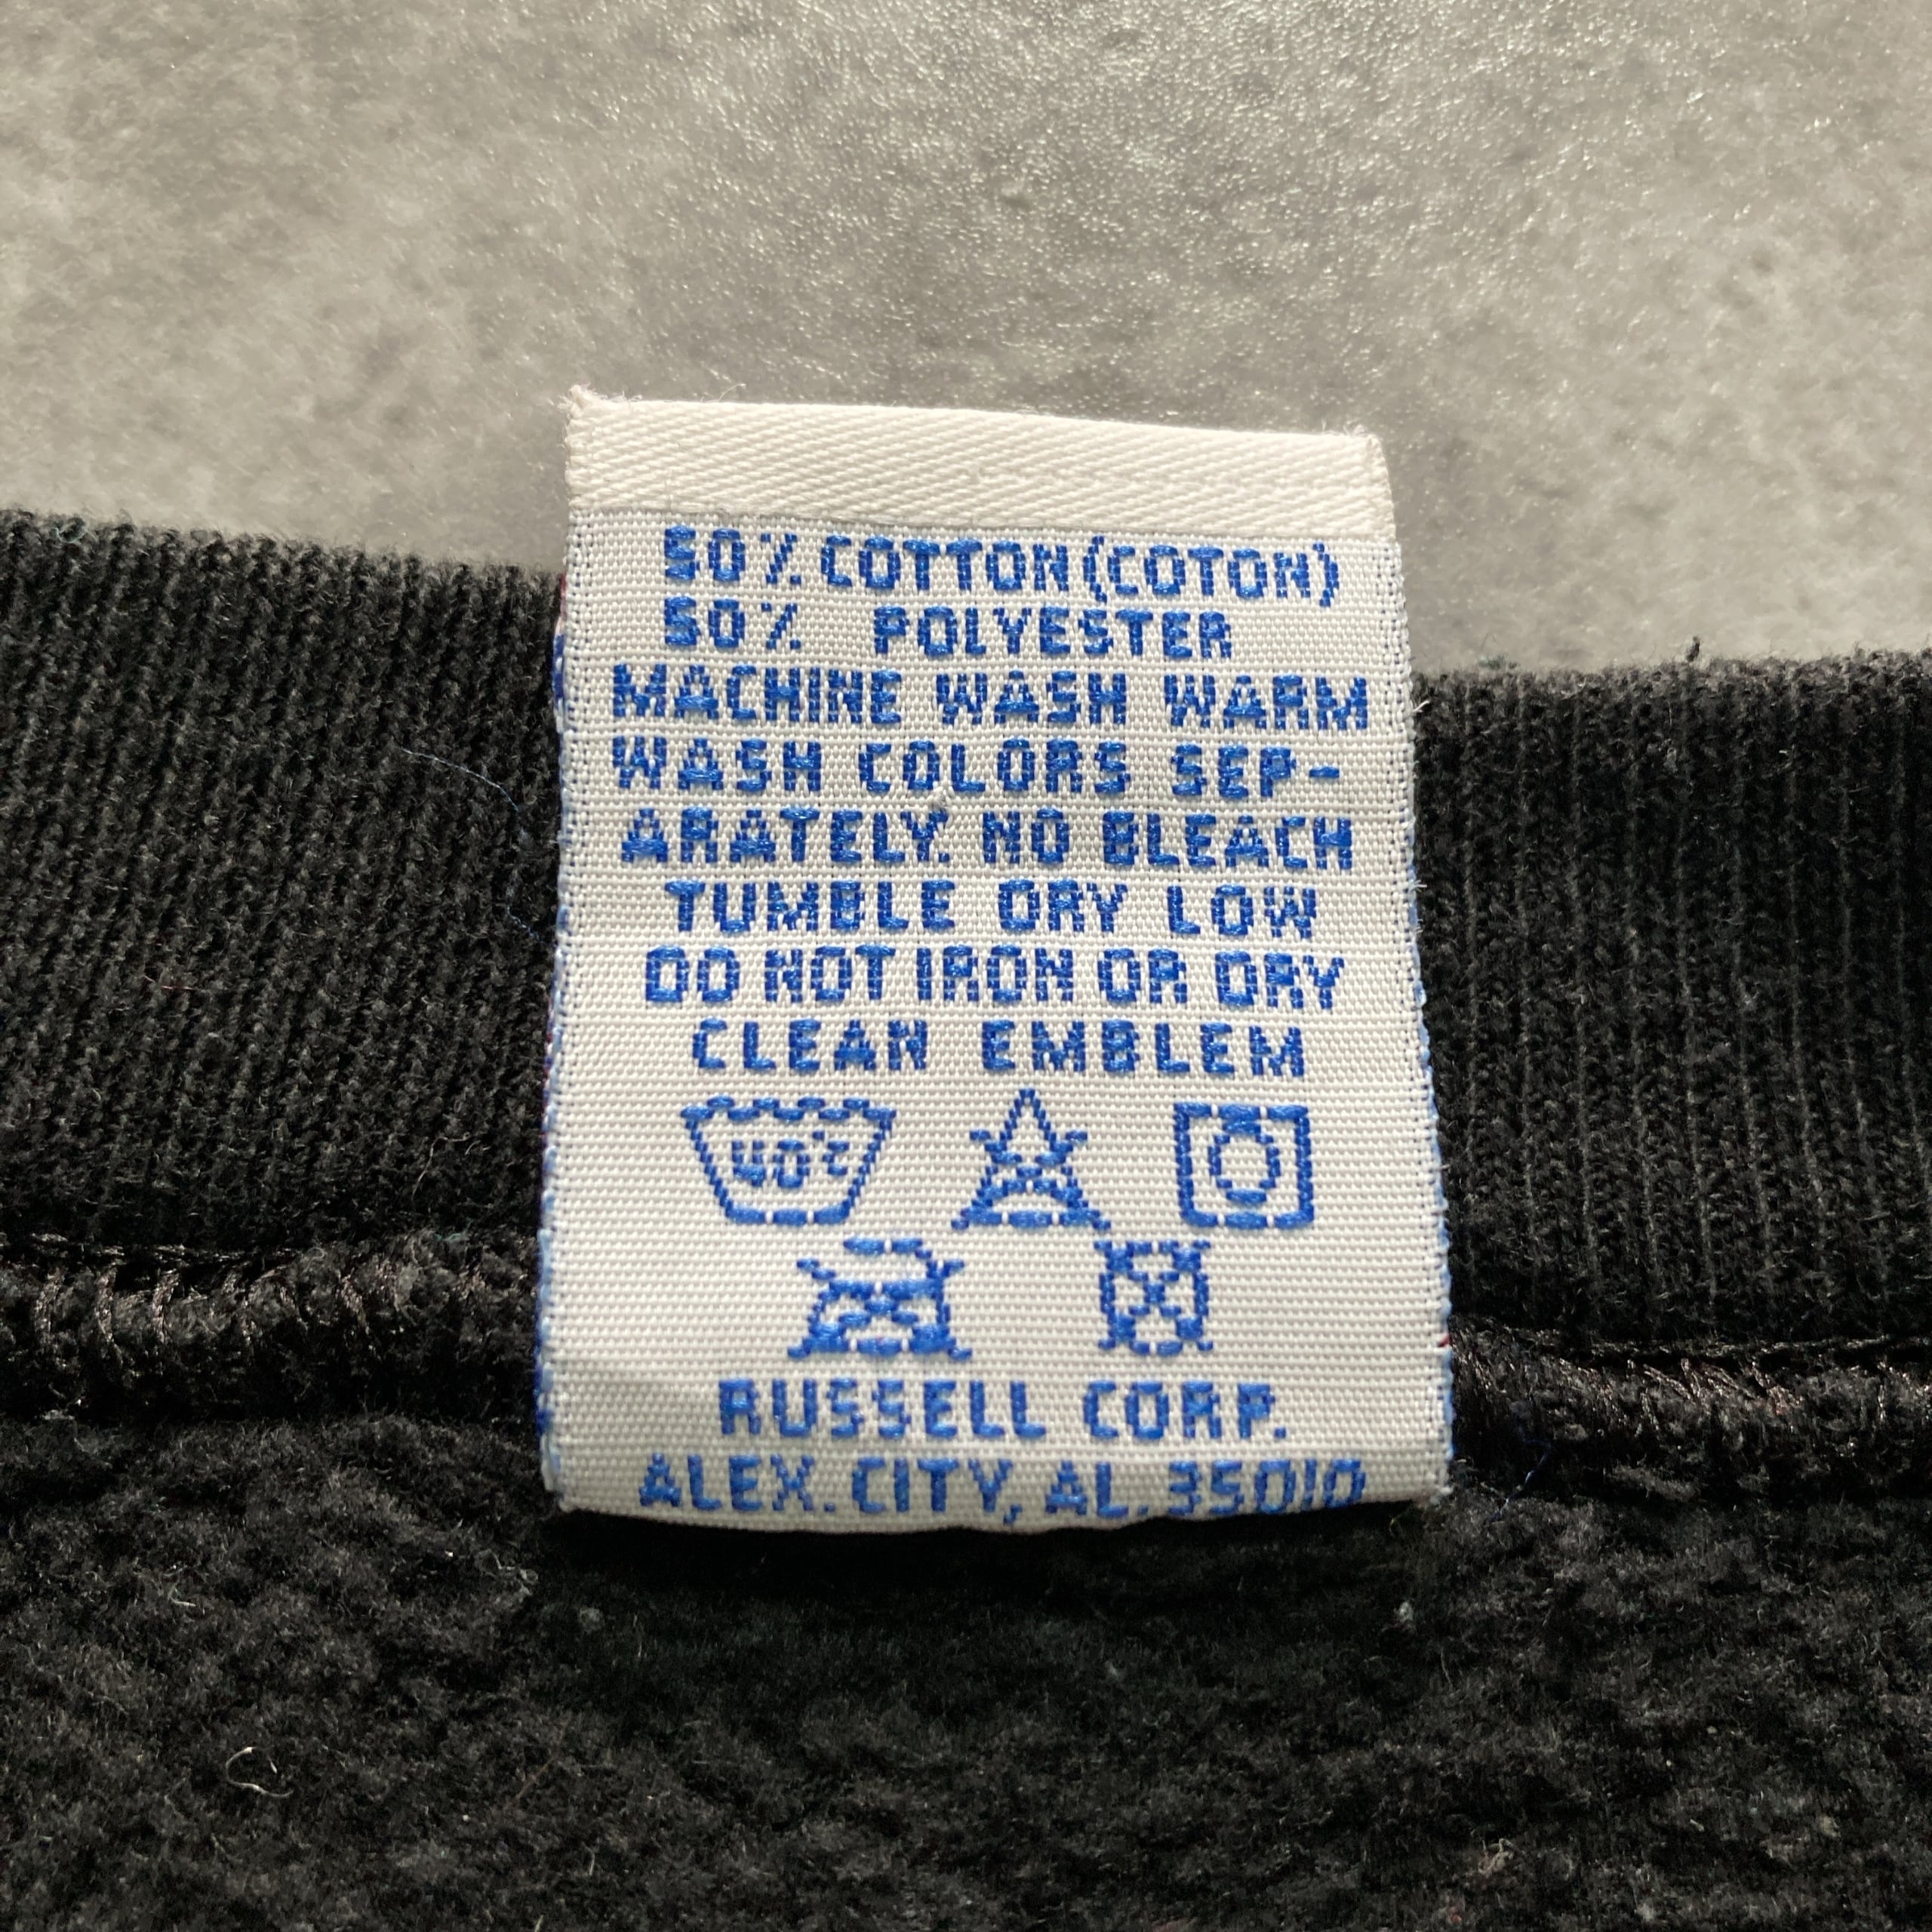 50% COTTON (COTON)
50% POLYESTER
MACHINE WASH WARM
WASH COLORS SEP-
ARATELY. NO BLEACH
TUMBLE DRY LOW
DO NOT IRON OR DRY
CLEAN EMBLEM
40°C
RUSSELL CORP.
ALEX. CITY, AL. 35010